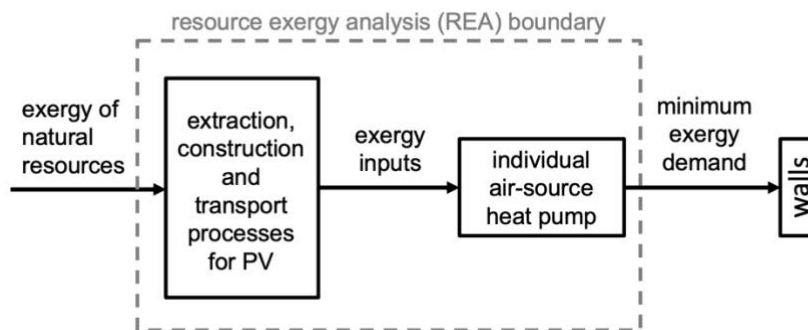 resource exergy analysis (REA) boundary
exergy of
natural
resources
extraction,
construction
and
transport
processes
for PV
exergy
inputs
individual
air-source
heat pump
minimum
exergy
demand
walls